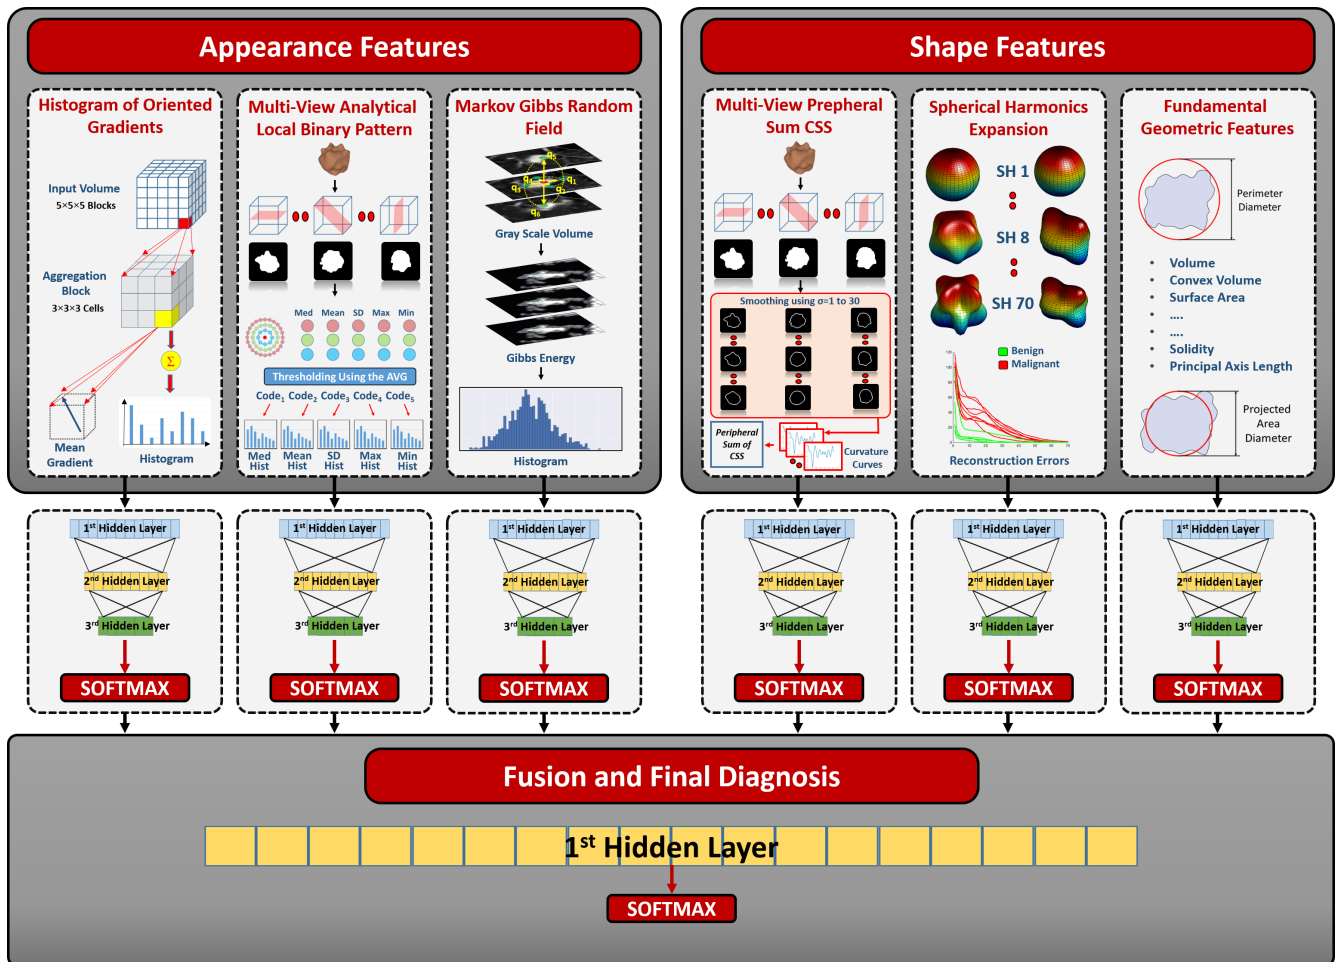 Appearance Features
Histogram of Oriented
Gradients
Input Volume
5×5×5 Blocks
Aggregation
Block
3×3×3 Cells
Σ
Mean
Gradient
Histogram
Multi-View Analytical
Local Binary Pattern
Med Mean SD Max Min
Thresholding Using the AVG
Code1 Code2 Code3 Code4 Code5
Med Mean SD Max Min
Hist Hist Hist Hist Hist
Markov Gibbs Random
Field
q5
q4 q1
q3 q2
q6
Gray Scale Volume
Gibbs Energy
Histogram
Shape Features
Multi-View Prepheral
Sum CSS
Smoothing using σ=1 to 30
Peripheral
Sum of
CSS
Curvature
Curves
Spherical Harmonics
Expansion
SH 1
SH 8
SH 70
Benign
Malignant
Reconstruction Errors
Fundamental
Geometric Features
Perimeter
Diameter
• Volume
• Convex Volume
• Surface Area
• ....
• ....
• Solidity
• Principal Axis Length
Projected
Area
Diameter
1st Hidden Layer
2nd Hidden Layer
3rd Hidden Layer
SOFTMAX
1st Hidden Layer
2nd Hidden Layer
3rd Hidden Layer
SOFTMAX
1st Hidden Layer
2nd Hidden Layer
3rd Hidden Layer
SOFTMAX
1st Hidden Layer
2nd Hidden Layer
3rd Hidden Layer
SOFTMAX
1st Hidden Layer
2nd Hidden Layer
3rd Hidden Layer
SOFTMAX
1st Hidden Layer
2nd Hidden Layer
3rd Hidden Layer
SOFTMAX
Fusion and Final Diagnosis
1st Hidden Layer
SOFTMAX